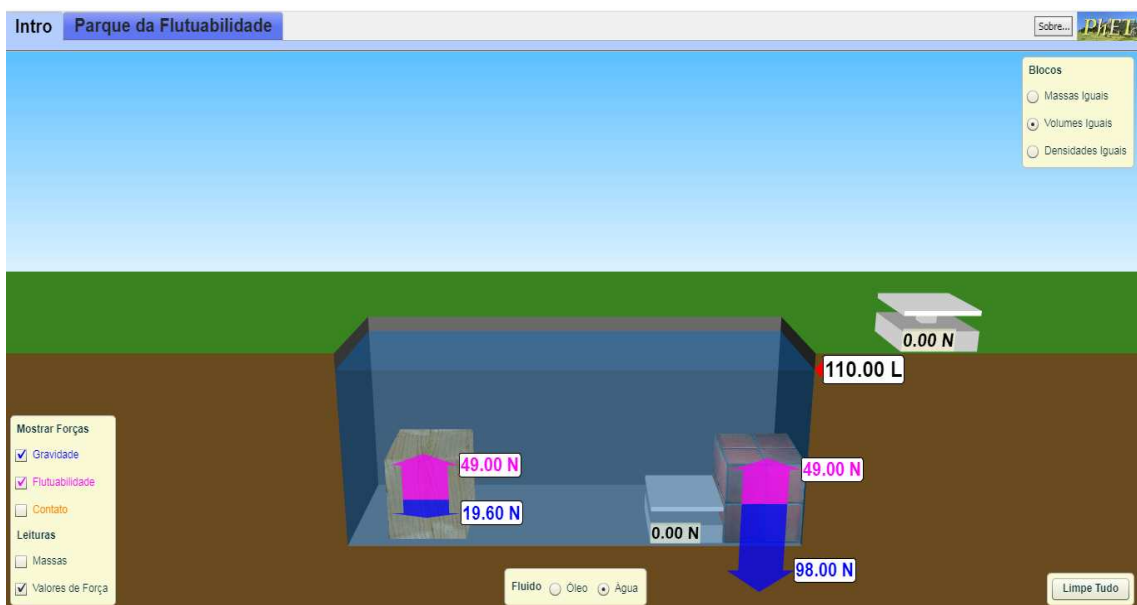 Intro
Parque da Flutuabilidade
Sobre...
PhET
Blocos
Massas Iguais
Volumes Iguais
Densidades Iguais
0.00 N
110.00 L
Mostrar Forças
Gravidade
Flutuabilidade
Contato
Leituras
Massas
Valores de Força
49.00 N
19.60 N
0.00 N
49.00 N
98.00 N
Fluido
Óleo
Água
Limpe Tudo